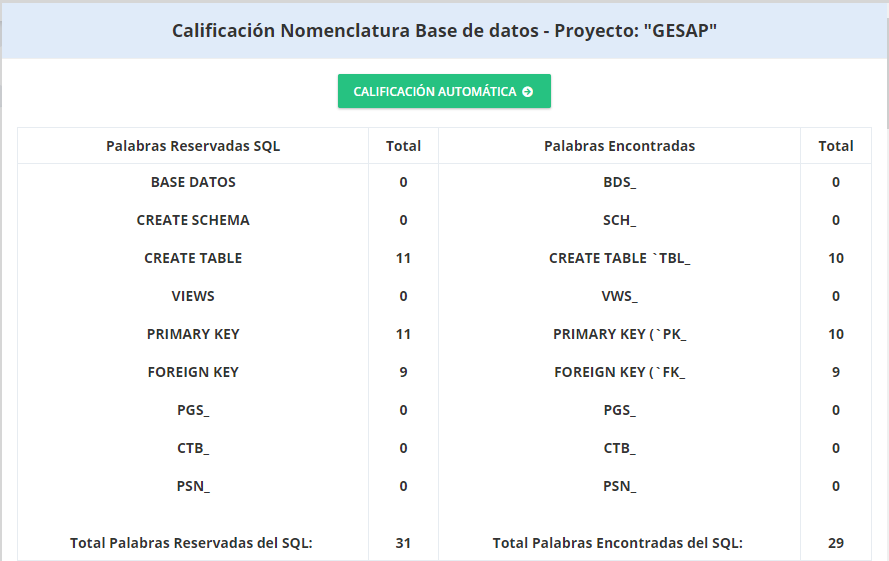 Calificación Nomenclatura Base de datos - Proyecto: "GESAP"
CALIFICACIÓN AUTOMÁTICA
Palabras Reservadas SQL Total Palabras Encontradas Total
BASE DATOS 0 BDS_ 0
CREATE SCHEMA 0 SCH_ 0
CREATE TABLE 11 CREATE TABLE `TBL_ 10
VIEWS 0 VWS_ 0
PRIMARY KEY 11 PRIMARY KEY (`PK_ 10
FOREIGN KEY 9 FOREIGN KEY (`FK_ 9
PGS_ 0 PGS_ 0
CTB_ 0 CTB_ 0
PSN_ 0 PSN_ 0
Total Palabras Reservadas del SQL: 31 Total Palabras Encontradas del SQL: 29